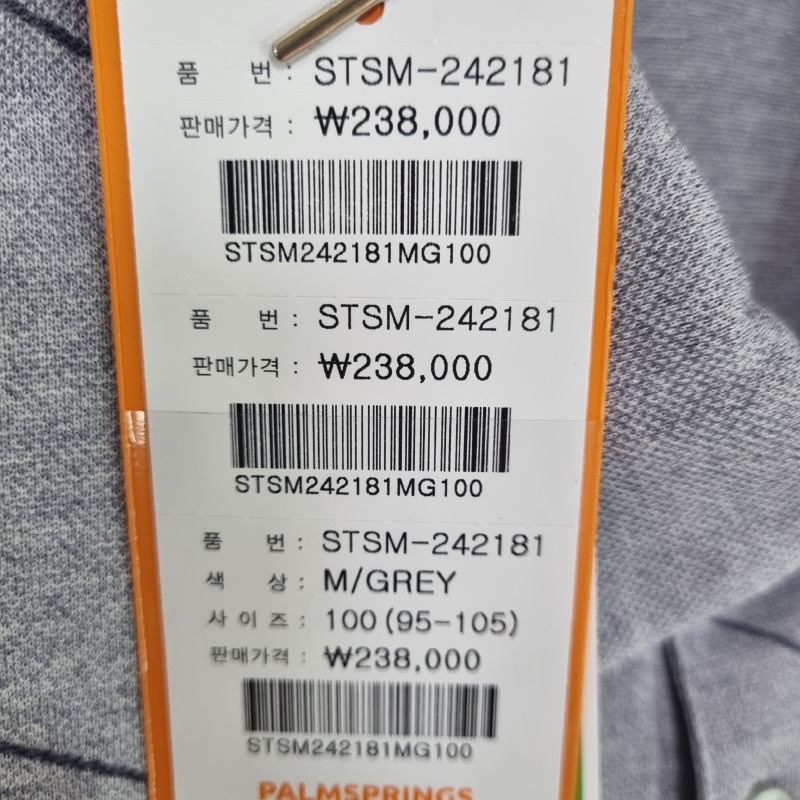 품 번 : STSM-242181
판매가격 : ₩238,000
STSM242181MG100
품 번 : STSM-242181
판매가격 : ₩238,000
STSM242181MG100
품 번 : STSM-242181
색 상 : M/GREY
사 이 즈 : 100 (95-105)
판매가격 : ₩238,000
STSM242181MG100
PALMSPRINGS